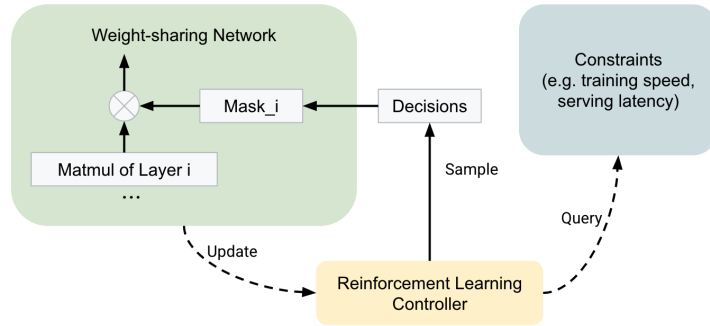 Weight-sharing Network
Mask_i
Decisions
Matmul of Layer i
...
Constraints
(e.g. training speed,
serving latency)
Sample
Update
Query
Reinforcement Learning
Controller